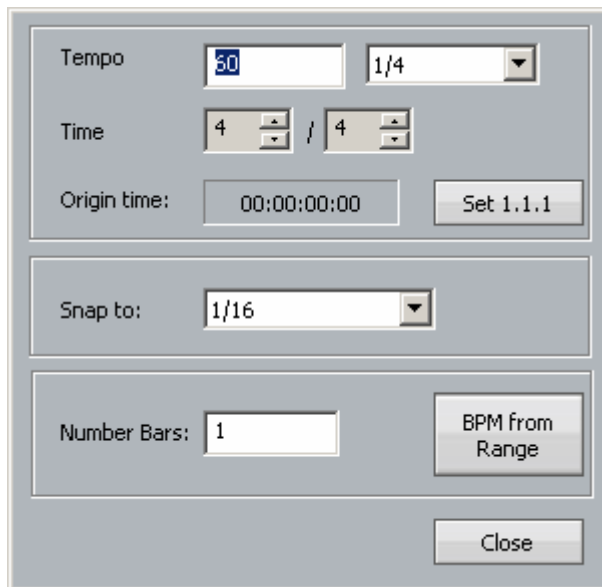 Tempo 60 1/4
Time 4 / 4
Origin time: 00:00:00:00 Set 1.1.1
Snap to: 1/16
Number Bars: 1 BPM from
Range
Close